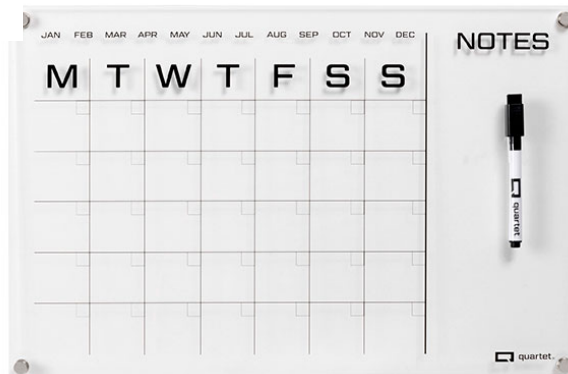 JAN FEB MAR APR MAY JUN JUL AUG SEP OCT NOV DEC
M T W T F S S
NOTES
quartet
quartet